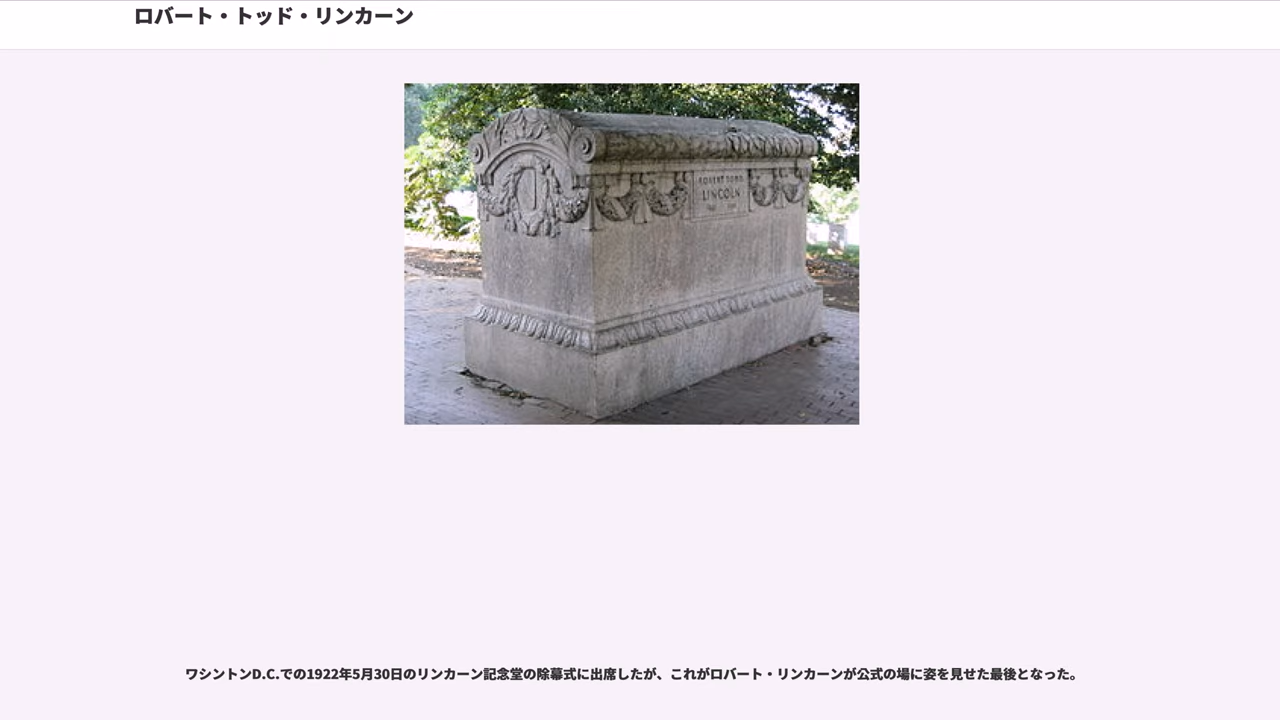 ロバート・トッド・リンカーン
ROBERT TODD
LINCOLN
ワシントンD.C.での1922年5月30日のリンカーン記念堂の除幕式に出席したが、これがロバート・リンカーンが公式の場に姿を見せた最後となった。